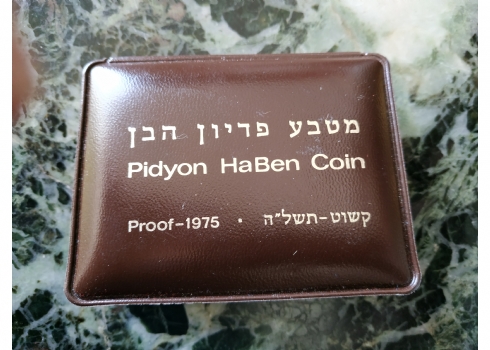 מטבע פדיון הבן
Pidyon HaBen Coin
Proof-1975 • קשוט-תשל"ה